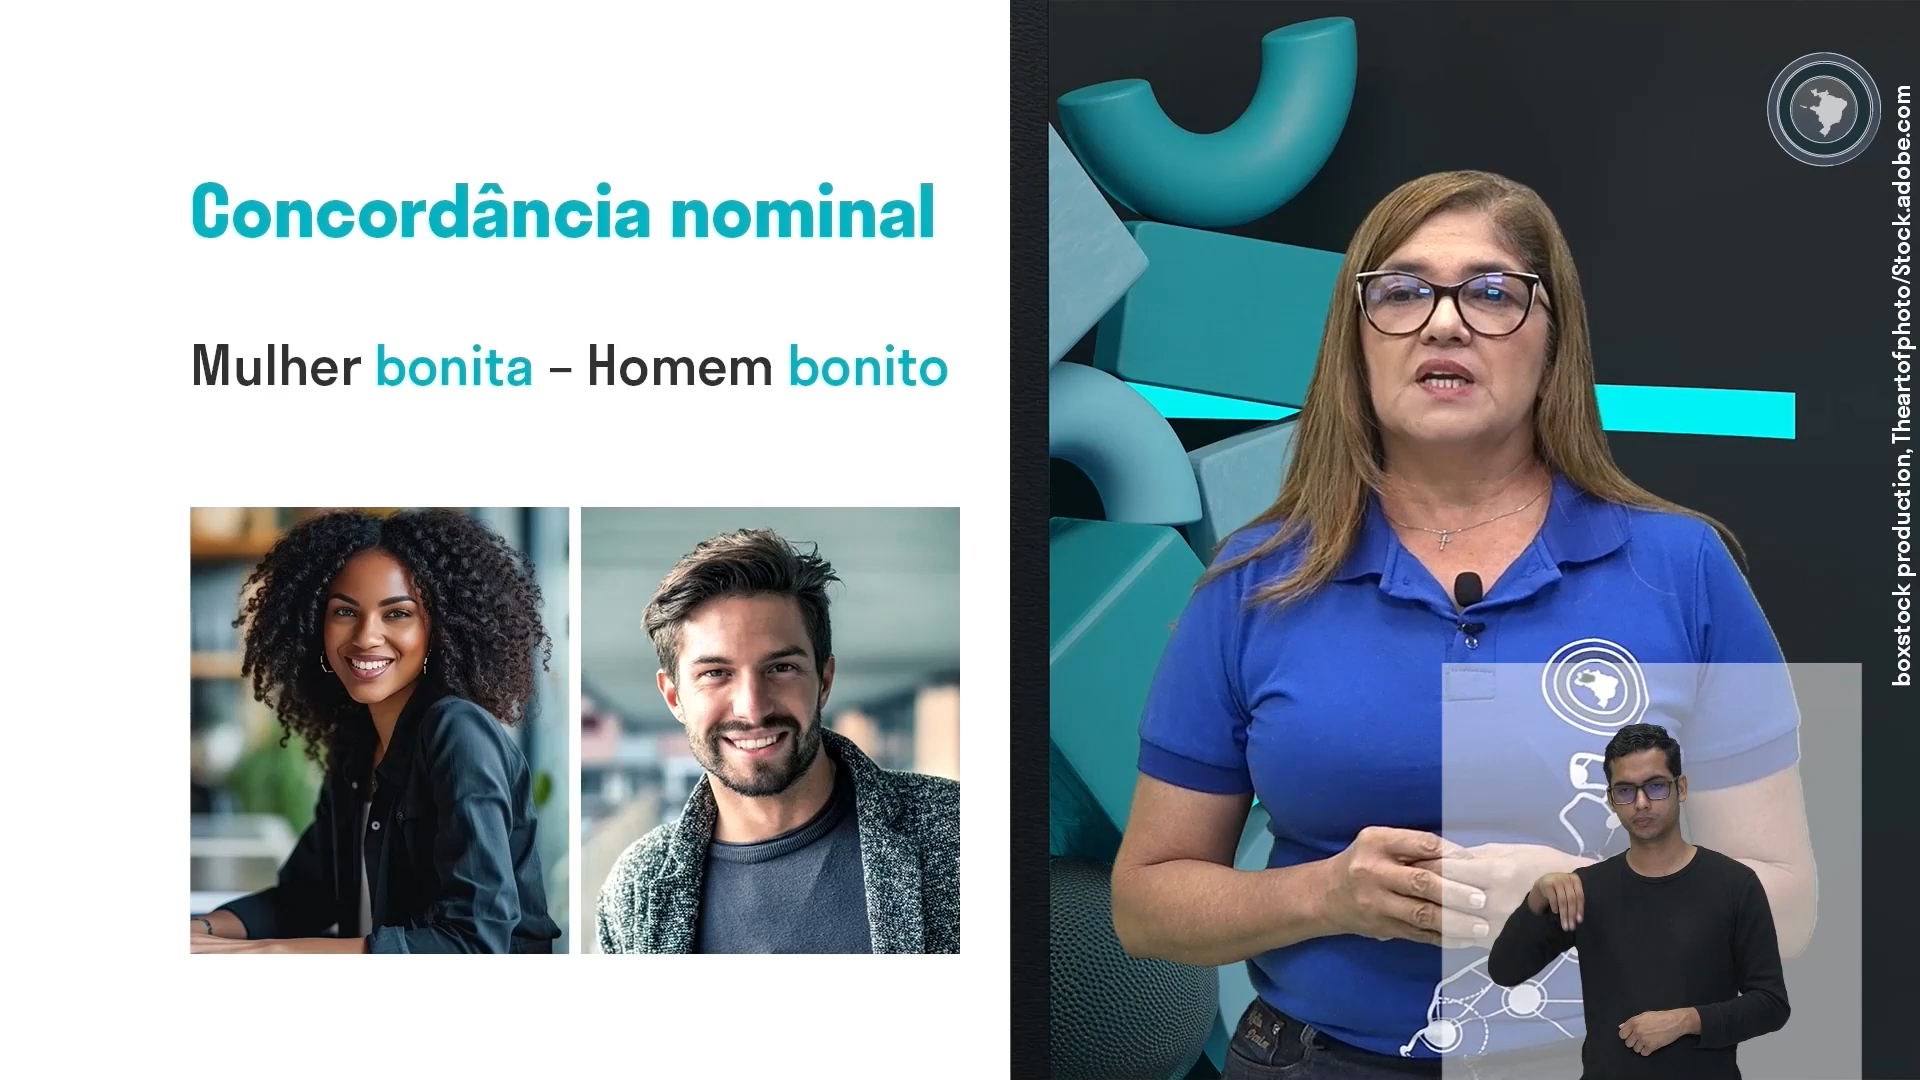 Concordância nominal
Mulher bonita – Homem bonito
boxstock production, Theartofphoto/Stock.adobe.com